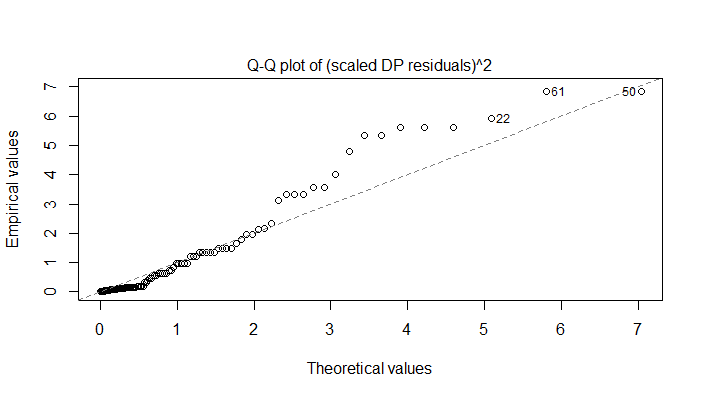 Q-Q plot of (scaled DP residuals)^2
Empirical values
7
6
5
4
3
2
1
0
61
50
22
0 1 2 3 4 5 6 7
Theoretical values